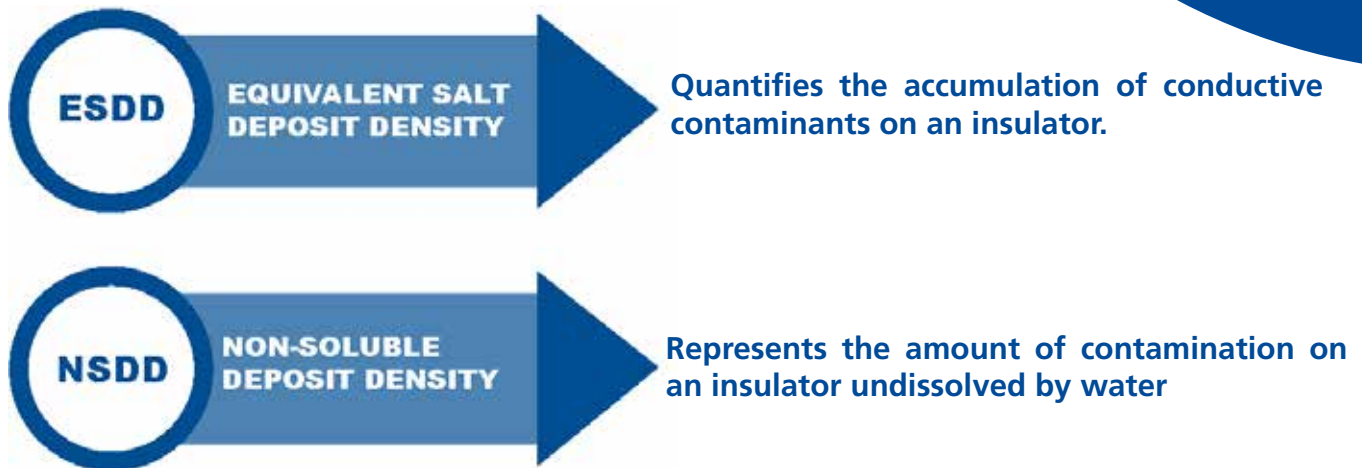 ESDD
EQUIVALENT SALT
DEPOSIT DENSITY
Quantifies the accumulation of conductive
contaminants on an insulator.
NSDD
NON-SOLUBLE
DEPOSIT DENSITY
Represents the amount of contamination on
an insulator undissolved by water